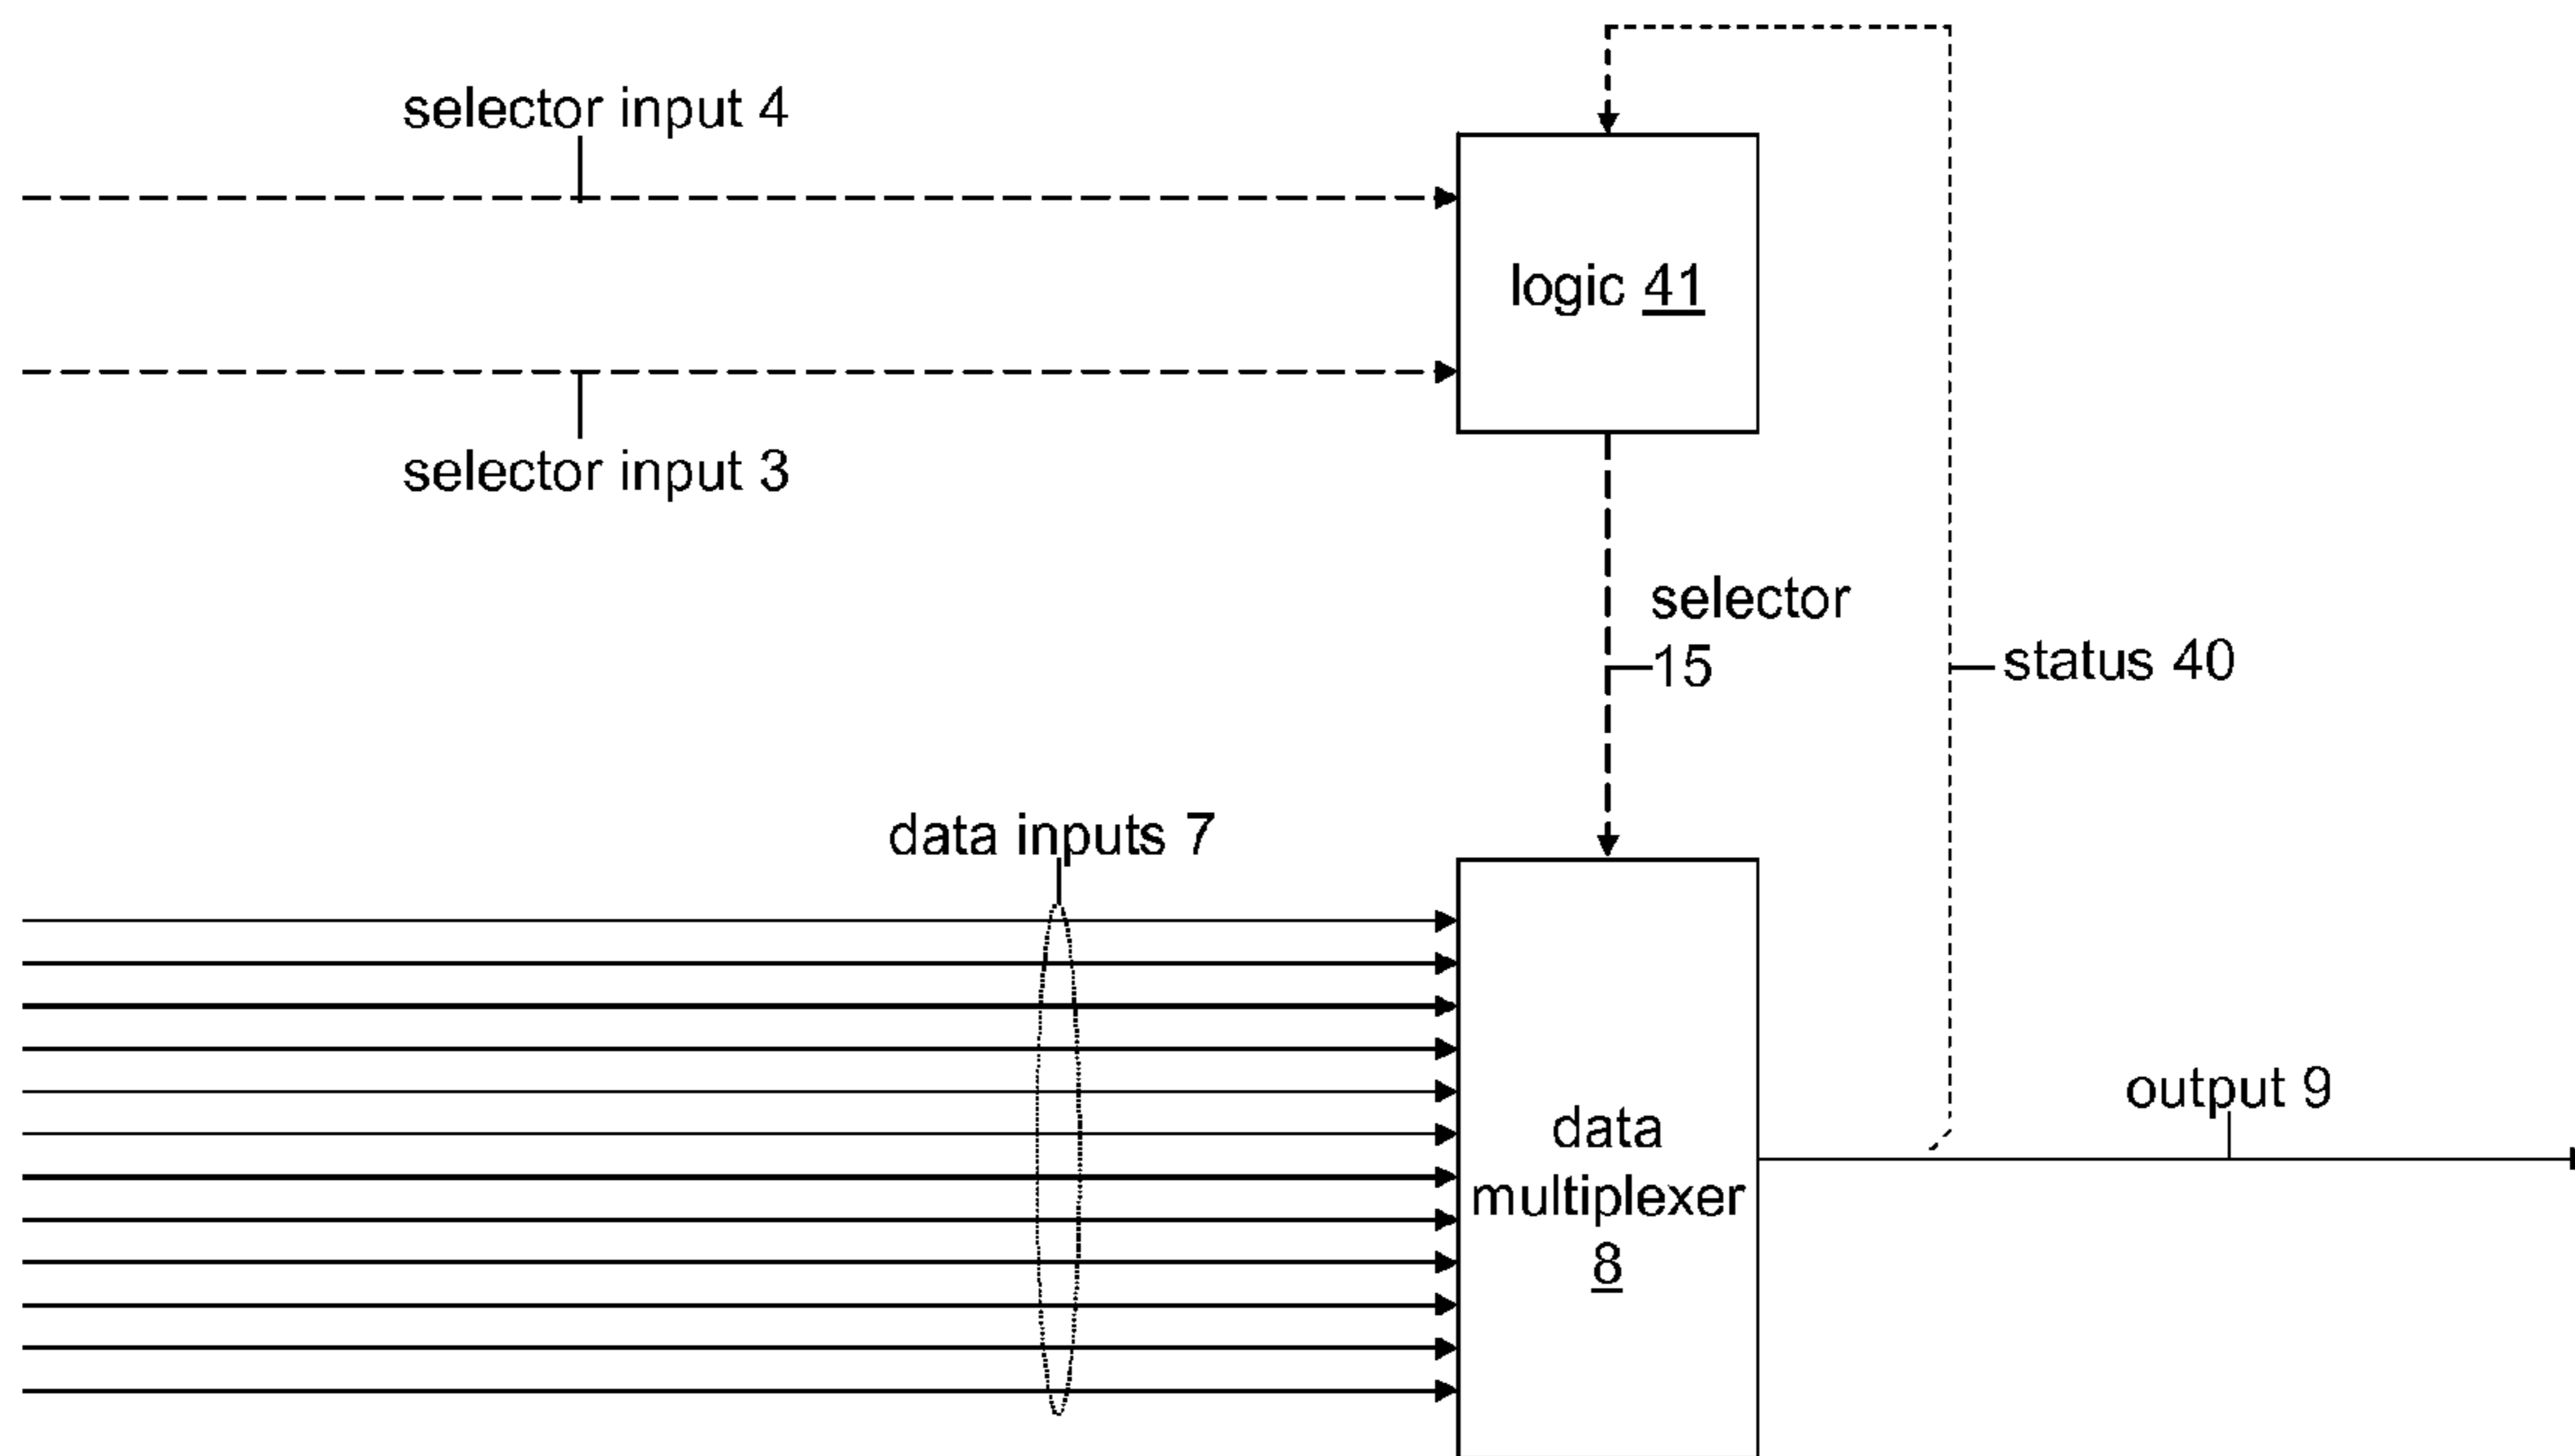 selector input 4
logic 41
selector input 3
selector
15
status 40
data inputs 7
output 9
data
multiplexer
8